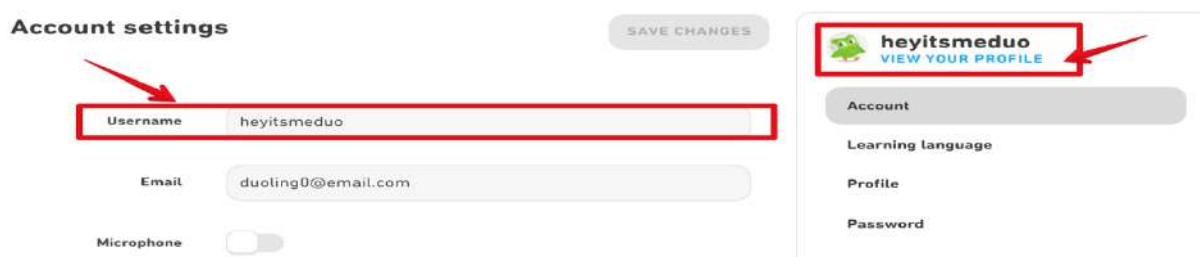 Account settings
SAVE CHANGES
Username
heyitsmeduo
Email
duoling0@email.com
Microphone
heyitsmeduo
VIEW YOUR PROFILE
Account
Learning language
Profile
Password